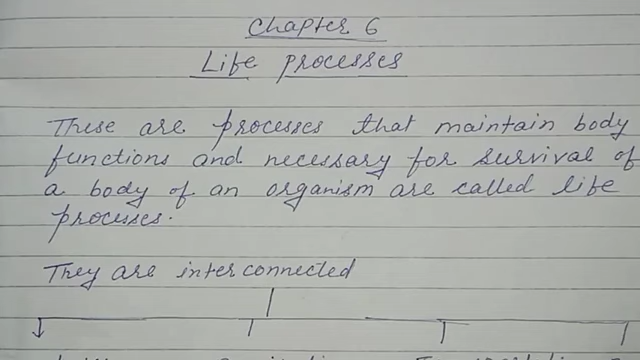 Chapter 6
Life processes
These are processes that maintain body
functions and necessary for survival of
a body of an organism are called life
processes.
They are interconnected